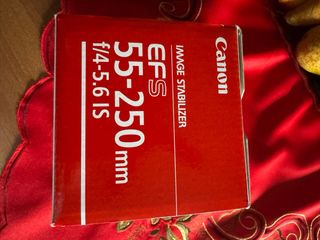 Canon
IMAGE STABILIZER
EFS
55-250mm
f/4-5.6 IS